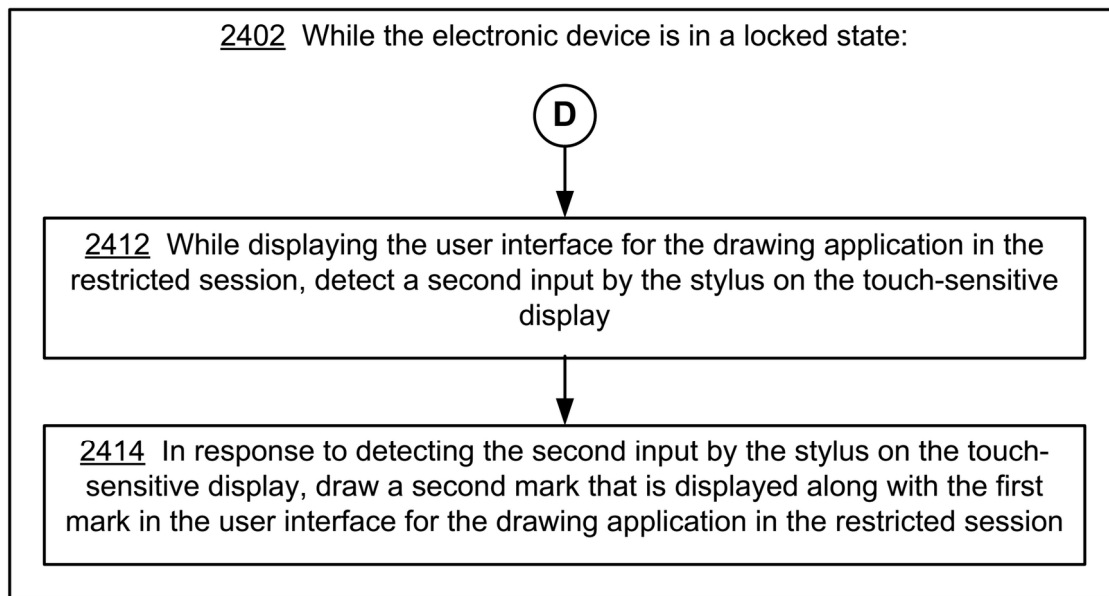 2402 While the electronic device is in a locked state:
D
2412 While displaying the user interface for the drawing application in the
restricted session, detect a second input by the stylus on the touch-sensitive
display
2414 In response to detecting the second input by the stylus on the touch-
sensitive display, draw a second mark that is displayed along with the first
mark in the user interface for the drawing application in the restricted session